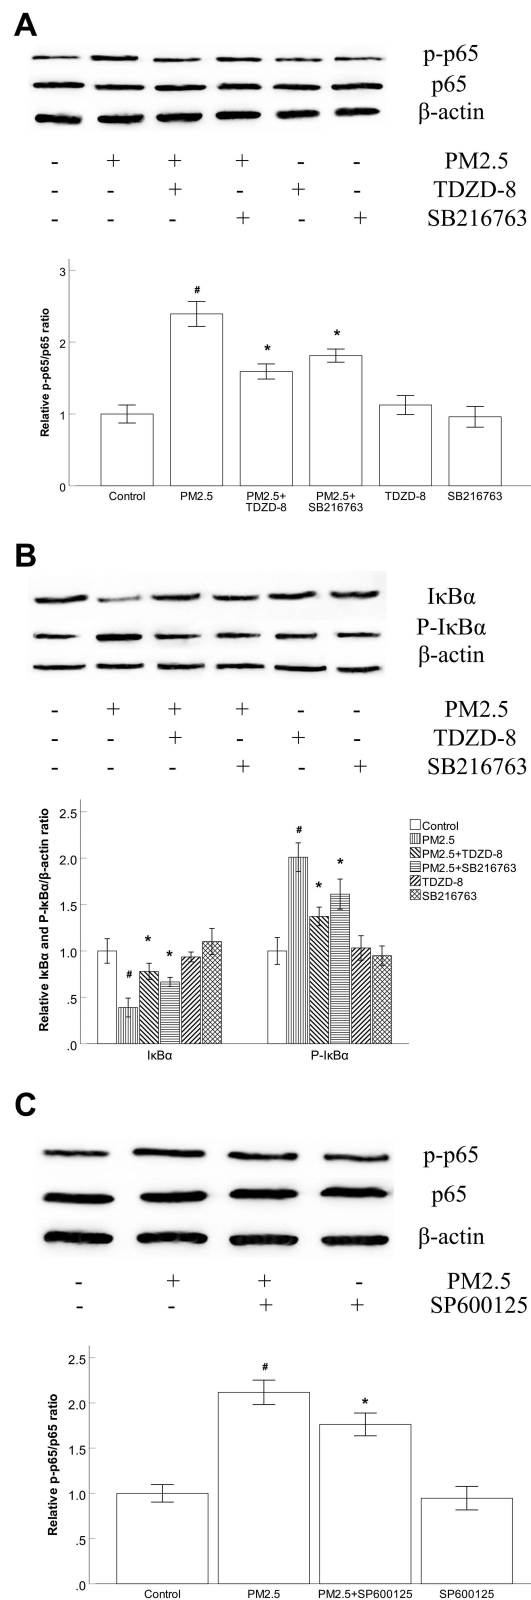 A
p-p65
p65
β-actin
- + + + - - PM2.5
- - + - + - TDZD-8
- - - + - + SB216763
Relative p-p65/p65 ratio
3
2
1
0
#
*
*
Control PM2.5 PM2.5+ TDZD-8 PM2.5+ SB216763 TDZD-8 SB216763
B
IκBα
P-IκBα
β-actin
- + + + - - PM2.5
- - + - + - TDZD-8
- - - + - + SB216763
Relative IκBα and P-IκBα/β-actin ratio
2.5
2.0
1.5
1.0
.5
.0
#
*
*
#
*
*
IκBα P-IκBα
Control
PM2.5
PM2.5+TDZD-8
PM2.5+SB216763
TDZD-8
SB216763
C
p-p65
p65
β-actin
- + + - PM2.5
- - + + SP600125
Relative p-p65/p65 ratio
2.5
2.0
1.5
1.0
.5
.0
#
*
Control PM2.5 PM2.5+SP600125 SP600125